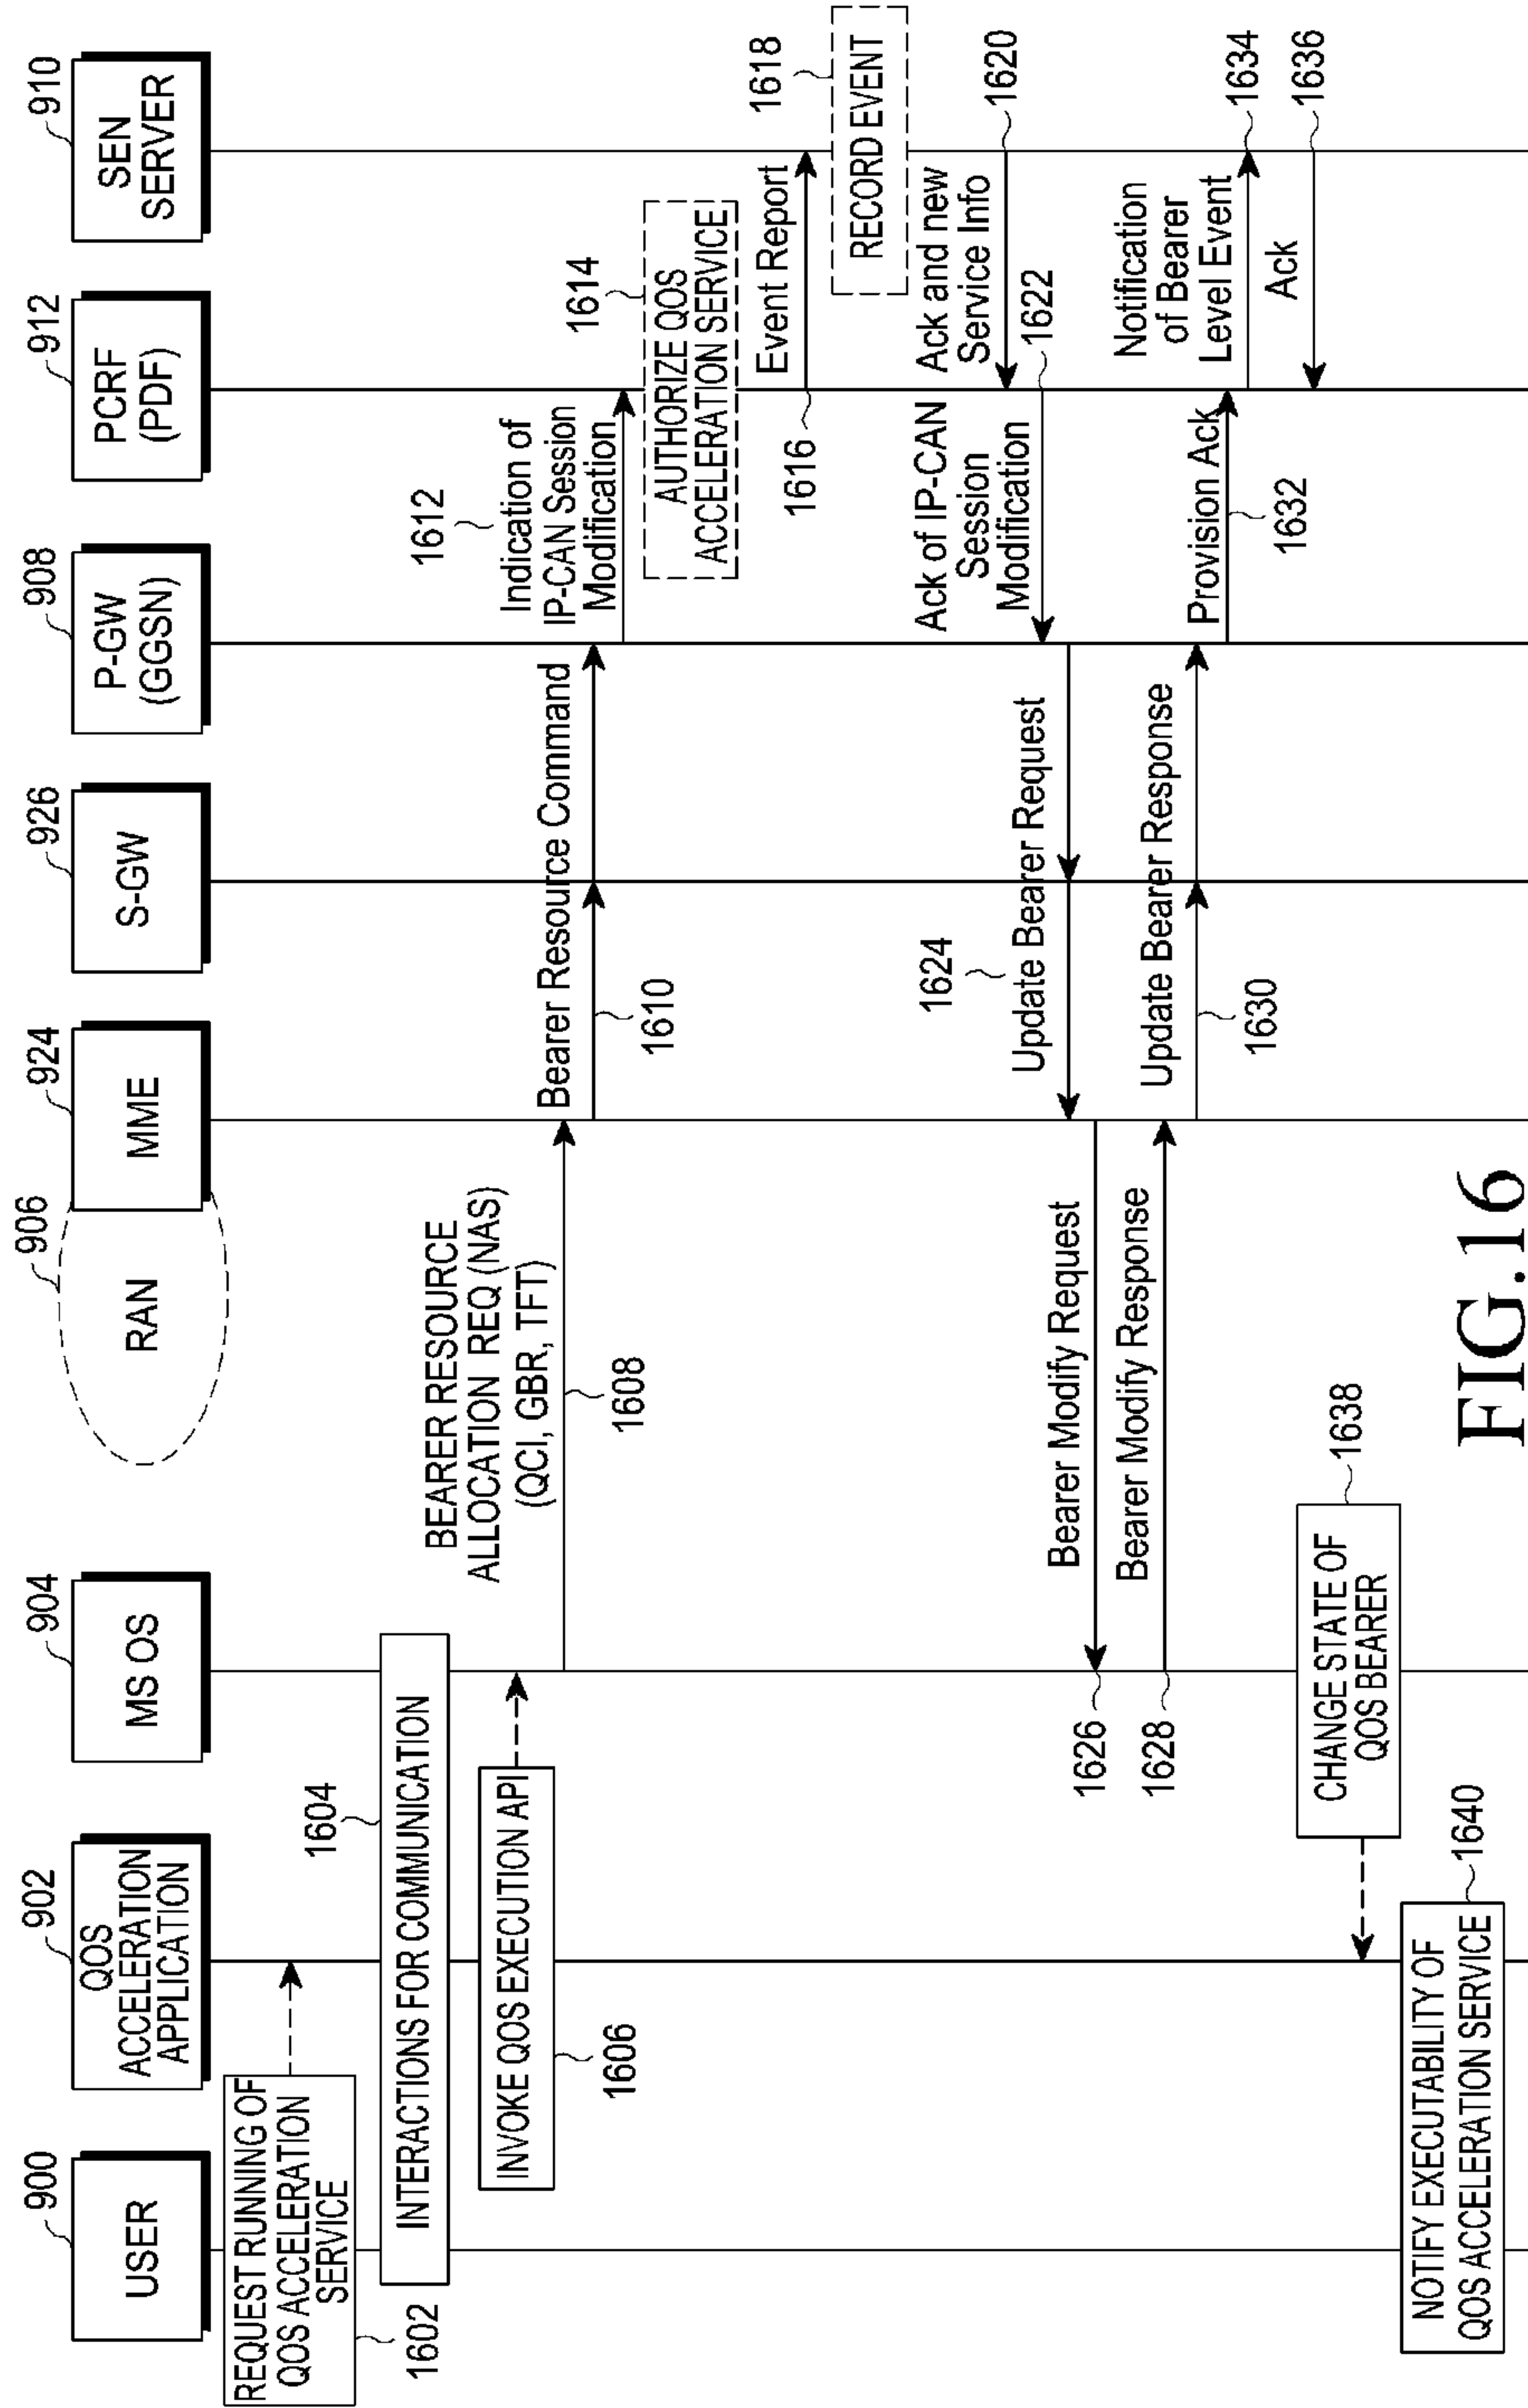 900
USER
902
QOS
ACCELERATION
APPLICATION
904
MS OS
906
RAN
924
MME
926
S-GW
908
P-GW
(GGSN)
912
PCRF
(PDF)
910
SEN
SERVER
REQUEST RUNNING OF
QOS ACCELERATION
SERVICE
1602
1604
INTERACTIONS FOR COMMUNICATION
INVOKE QOS EXECUTION API
1606
BEARER RESOURCE
ALLOCATION REQ (NAS)
(QCI, GBR, TFT)
1608
Bearer Resource Command
1610
1612
Indication of
IP-CAN Session
Modification
1614
AUTHORIZE QOS
ACCELERATION SERVICE
Event Report
1616
1618
RECORD EVENT
Ack and new
Service Info
1620
1622
Ack of IP-CAN
Session
Modification
1624
Update Bearer Request
Bearer Modify Request
1626
Bearer Modify Response
1628
Update Bearer Response
1630
Provision Ack
1632
Notification
of Bearer
Level Event
1634
Ack
1636
CHANGE STATE OF
QOS BEARER
1638
NOTIFY EXECUTABILITY OF
QOS ACCELERATION SERVICE
1640
FIG.16